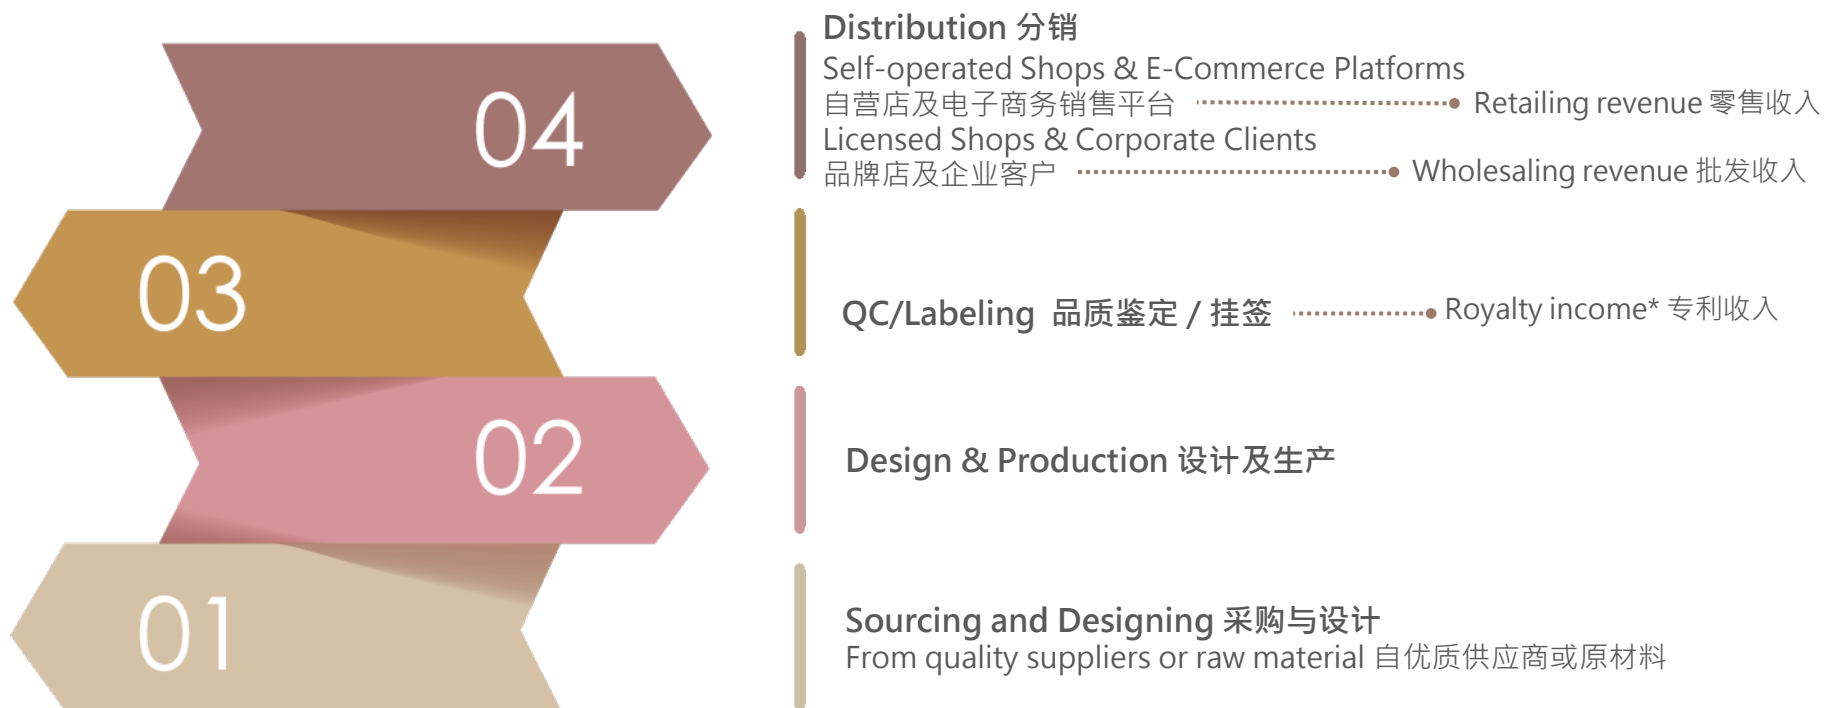 04
Distribution 分销
Self-operated Shops & E-Commerce Platforms
自营店及电子商务销售平台 Retailing revenue 零售收入
Licensed Shops & Corporate Clients
品牌店及企业客户 Wholesaling revenue 批发收入
03
QC/Labeling 品质鉴定 / 挂签 Royalty income* 专利收入
02
Design & Production 设计及生产
01
Sourcing and Designing 采购与设计
From quality suppliers or raw material 自优质供应商或原材料